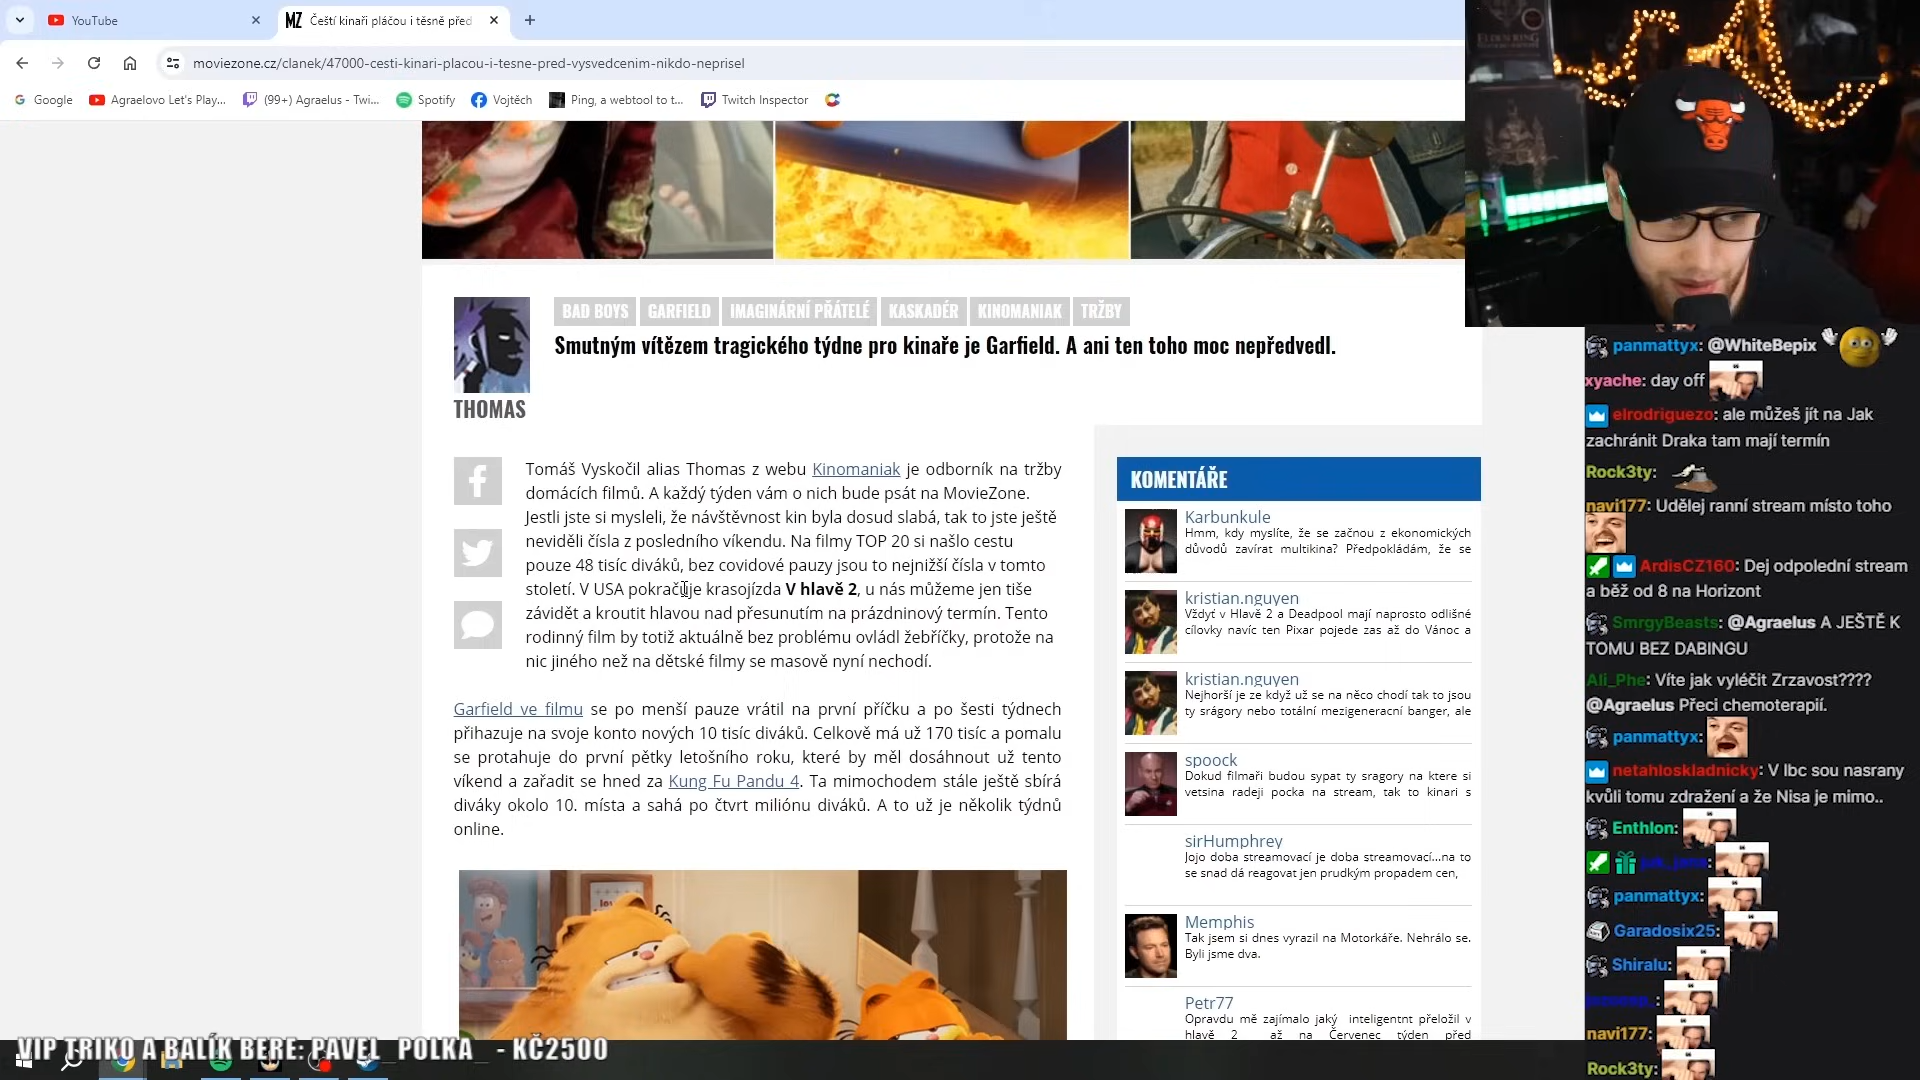 YouTube
MZ Čeští kinaři pláčou i těsně před
moviezone.cz/clanek/47000-cesti-kinari-placou-i-tesne-pred-vysvedcenim-nikdo-neprisel
Google
Agraelovo Let's Play...
(99+) Agraelus - Twi...
Spotify
Vojtěch
Ping, a webtool to t...
Twitch Inspector
BAD BOYS GARFIELD IMAGINÁRNÍ PŘÁTELÉ KASKADÉR KINOMANIAK TRŽBY
Smutným vítězem tragického týdne pro kinaře je Garfield. A ani ten toho moc nepředvedl.
THOMAS
Tomáš Vyskočil alias Thomas z webu Kinomaniak je odborník na tržby
domácích filmů. A každý týden vám o nich bude psát na MovieZone.
Jestli jste si mysleli, že návštěvnost kin byla dosud slabá, tak to jste ještě
neviděli čísla z posledního víkendu. Na filmy TOP 20 si našlo cestu
pouze 48 tisíc diváků, bez covidové pauzy jsou to nejnižší čísla v tomto
století. V USA pokračuje krasojízda V hlavě 2, u nás můžeme jen tiše
závidět a kroutit hlavou nad přesunutím na prázdninový termín. Tento
rodinný film by totiž aktuálně bez problému ovládl žebříčky, protože na
nic jiného než na dětské filmy se masově nyní nechodí.
Garfield ve filmu se po menší pauze vrátil na první příčku a po šesti týdnech
přihazuje na svoje konto nových 10 tisíc diváků. Celkově má už 170 tisíc a pomalu
se protahuje do první pětky letošního roku, které by měl dosáhnout už tento
víkend a zařadit se hned za Kung Fu Pandu 4. Ta mimochodem stále ještě sbírá
diváky okolo 10. místa a sahá po čtvrt miliónu diváků. A to už je několik týdnů
online.
KOMENTÁŘE
Karbunkule
Hmm, kdy myslíte, že se začnou z ekonomických
důvodů zavírat multikina? Předpokládám, že se
kristian.nguyen
Vždyť v Hlavě 2 a Deadpool mají naprosto odlišné
cílovky navíc ten Pixar pojede zas až do Vánoc a
kristian.nguyen
Nejhorší je ze když už se na něco chodí tak to jsou
ty srágory nebo totální mezigeneracní banger, ale
spoock
Dokud filmaři budou sypat ty sragory na ktere si
vetsina radeji pocka na stream, tak to kinari s
sirHumphrey
Jojo doba streamovací je doba streamovací...na to
se snad dá reagovat jen prudkým propadem cen,
Memphis
Tak jsem si dnes vyrazil na Motorkáře. Nehrálo se.
Byli jsme dva.
Petr77
Opravdu mě zajímalo jaký inteligentnt přeložil v
hlavě 2 až na Červenec týden před
ELDEN RING
panmattyx: @WhiteBepix
xyache: day off
elrodriguezo: ale můžeš jít na Jak
zachránit Draka tam mají termín
Rock3ty:
navi177: Udělej ranní stream místo toho
ArdisCZ160: Dej odpolední stream
a běž od 8 na Horizont
SmrgyBeasts: @Agraelus A JEŠTĚ K
TOMU BEZ DABINGU
Ali_Phe: Víte jak vyléčit Zrzavost????
@Agraelus Přeci chemoterapií.
panmattyx:
netahloskladnicky: V lbc sou nasrany
kvůli tomu zdražení a že Nisa je mimo..
Enthlon:
panmattyx:
Garadosix25:
Shiralu:
navi177:
Rock3ty:
VIP TRIKO A BALÍK BERE: PAVEL_POLKA_ - KČ2500